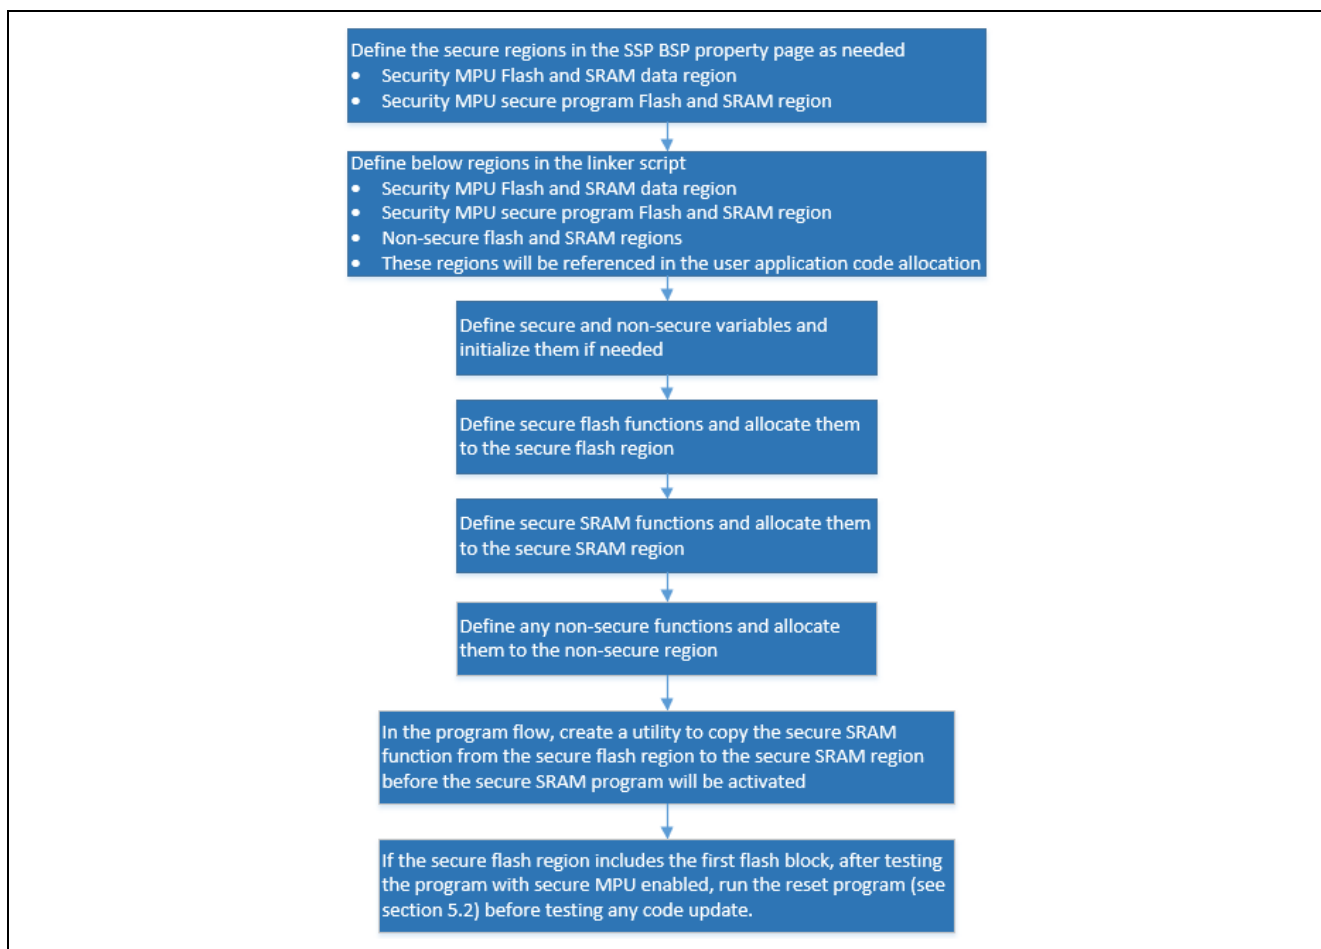 Define the secure regions in the SSP BSP property page as needed
• Security MPU Flash and SRAM data region
• Security MPU secure program Flash and SRAM region
Define below regions in the linker script
• Security MPU Flash and SRAM data region
• Security MPU secure program Flash and SRAM region
• Non-secure flash and SRAM regions
• These regions will be referenced in the user application code allocation
Define secure and non-secure variables and
initialize them if needed
Define secure flash functions and allocate them
to the secure flash region
Define secure SRAM functions and allocate them
to the secure SRAM region
Define any non-secure functions and allocate
them to the non-secure region
In the program flow, create a utility to copy the secure SRAM
function from the secure flash region to the secure SRAM region
before the secure SRAM program will be activated
If the secure flash region includes the first flash block, after testing
the program with secure MPU enabled, run the reset program (see
section 5.2) before testing any code update.